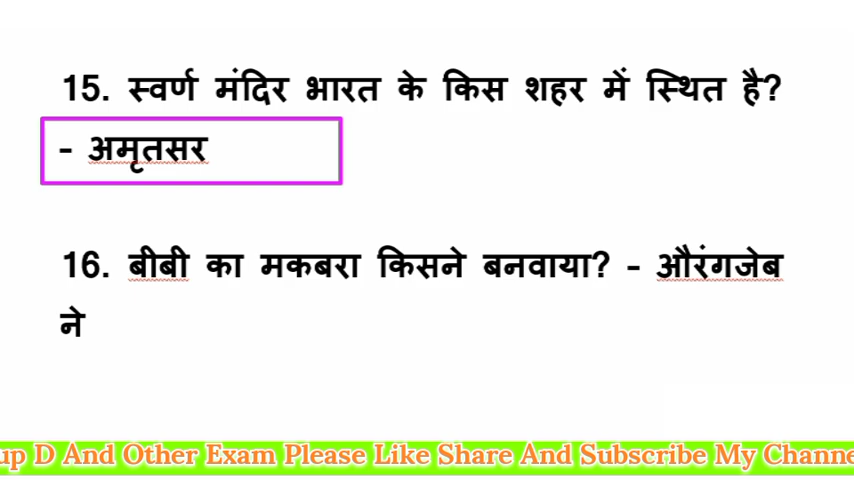 15. स्वर्ण मंदिर भारत के किस शहर में स्थित है?
- अमृतसर
16. बीबी का मकबरा किसने बनवाया? - औरंगजेब
ने
up D And Other Exam Please Like Share And Subscribe My Channe